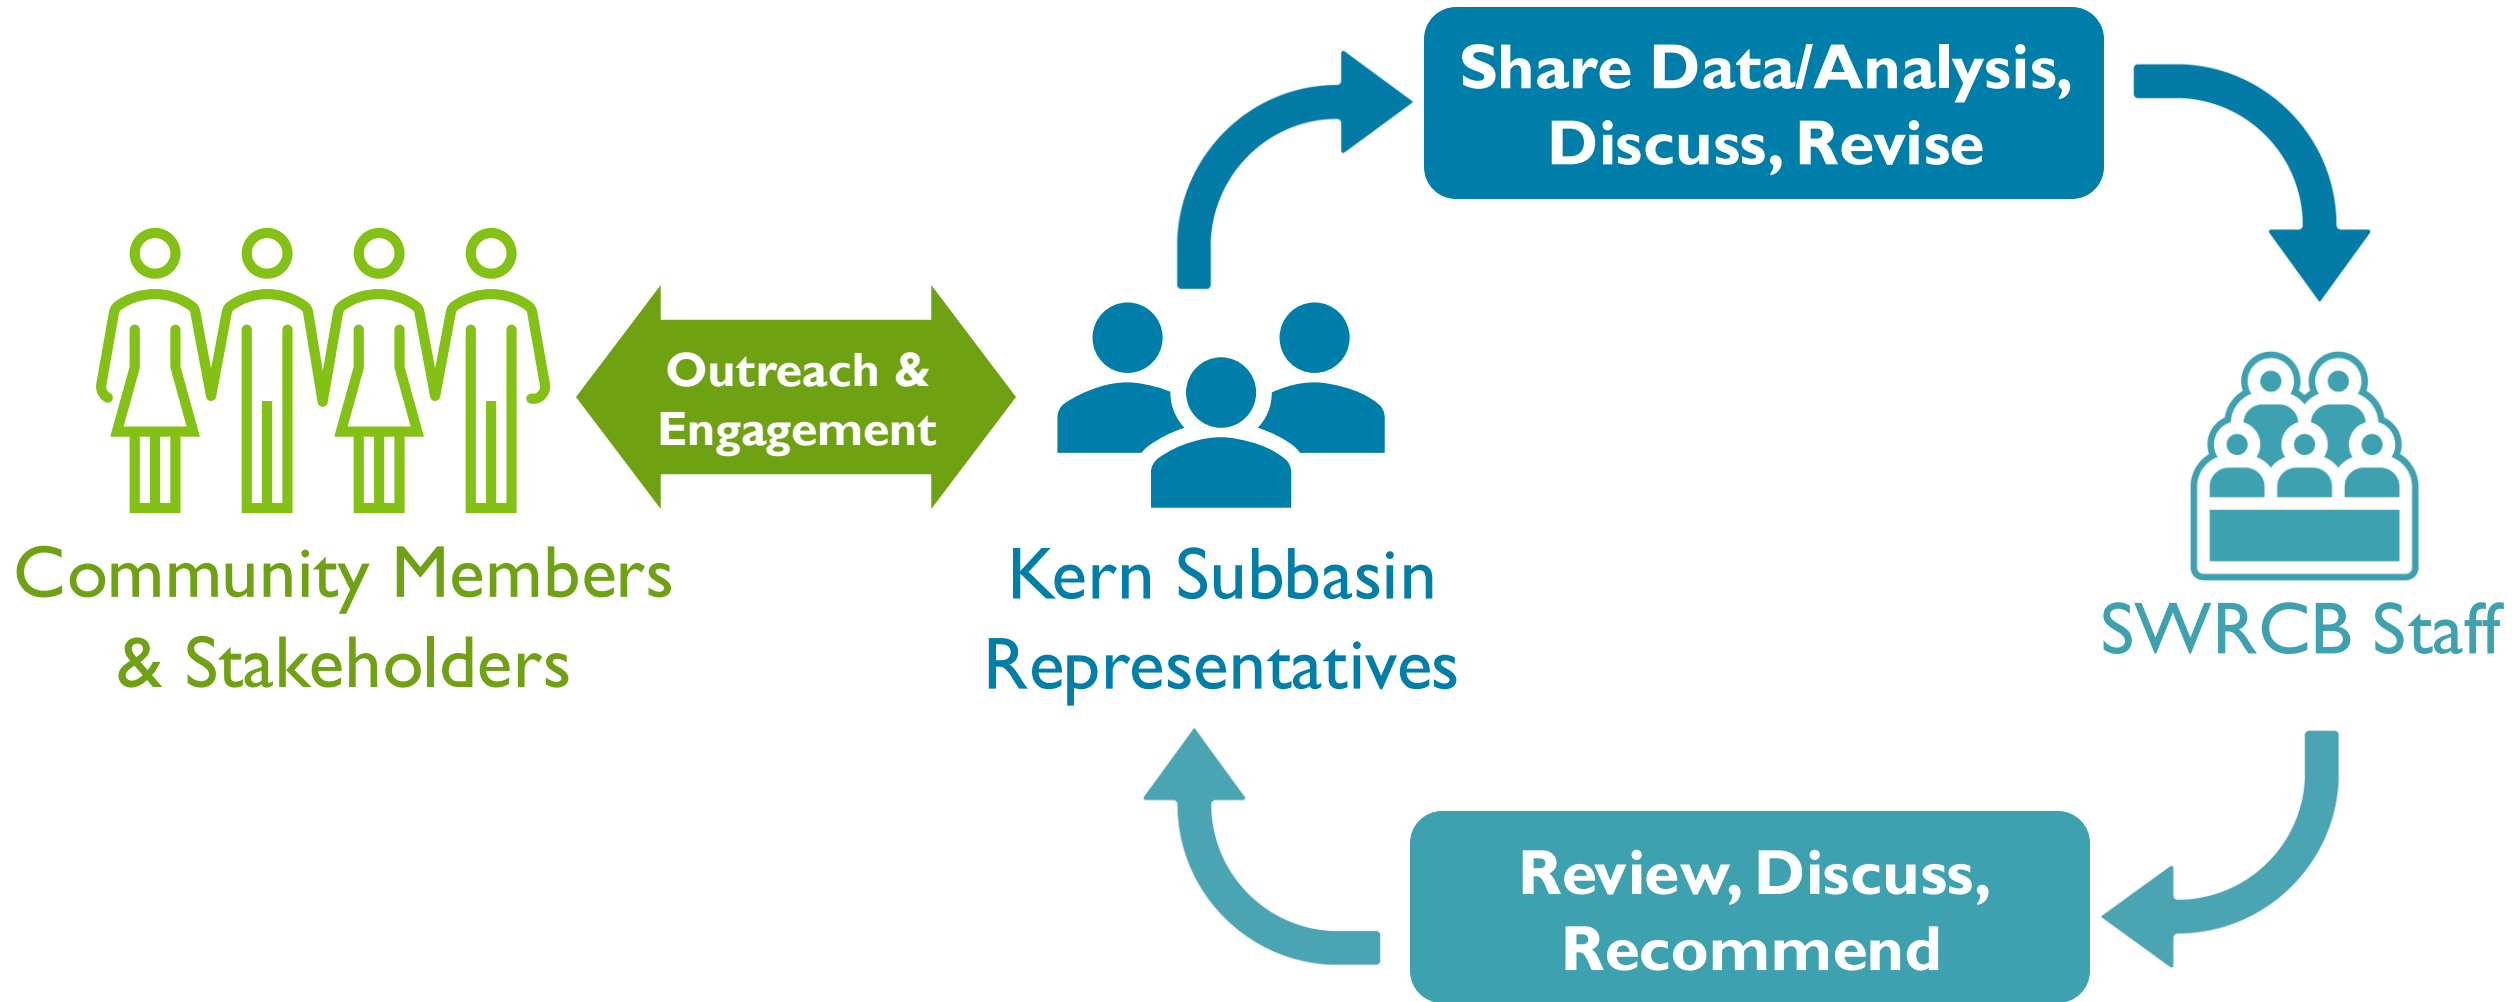 Share Data/Analysis,
Discuss, Revise
Outreach &
Engagement
Community Members
& Stakeholders
Kern Subbasin
Representatives
SWRCB Staff
Review, Discuss,
Recommend